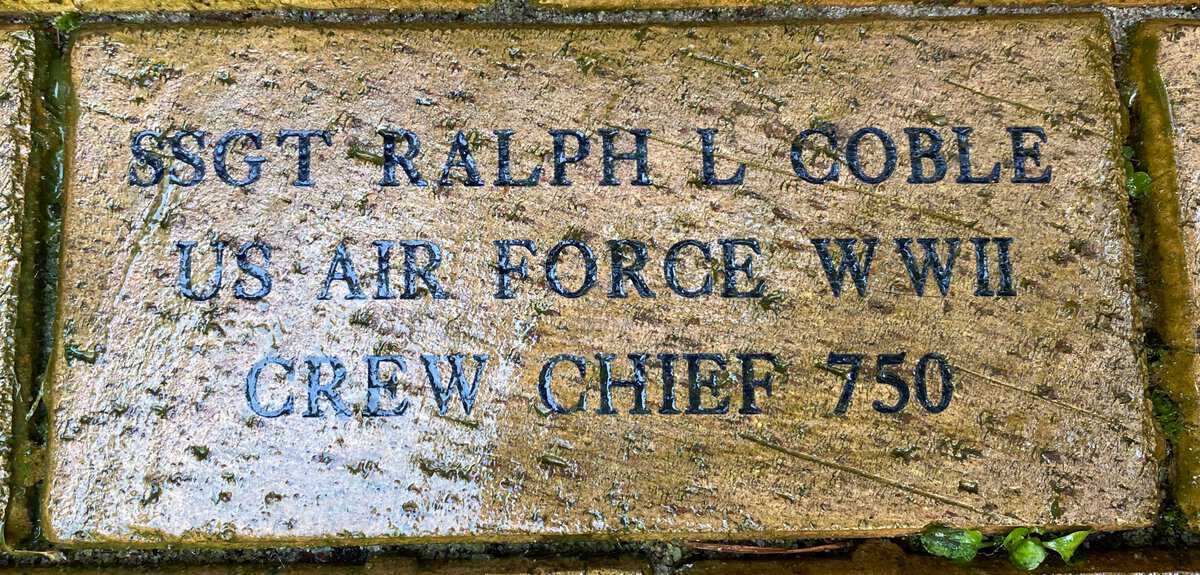 SSGT RALPH L COBLE
US AIR FORCE WWII
CREW CHIEF 750